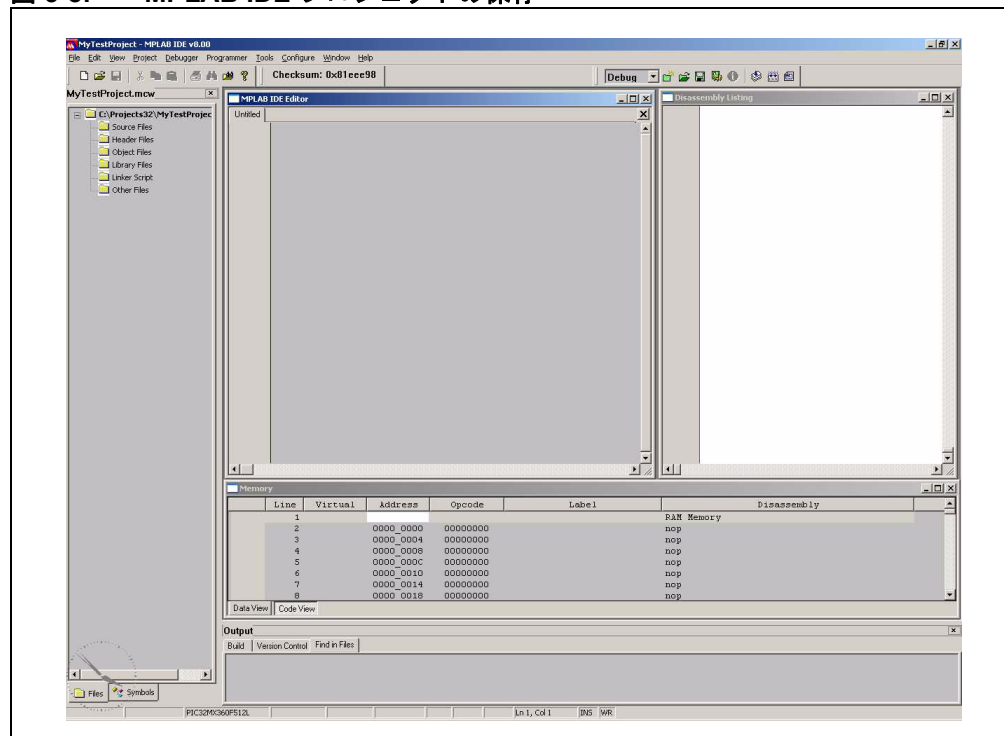 MyTestProject - MPLAB IDE v8.00
File Edit View Project Debugger Programmer Tools Configure Window Help
Checksum: 0x81eee98
Debug
MyTestProject.mcw
C:\Projects32\MyTestProjec
Source Files
Header Files
Object Files
Library Files
Linker Script
Other Files
MPLAB IDE Editor
Untitled
Disassembly Listing
Memory
Line Virtual Address Opcode Label Disassembly
1 RAM Memory
2 0000_0000 00000000 nop
3 0000_0004 00000000 nop
4 0000_0008 00000000 nop
5 0000_000C 00000000 nop
6 0000_0010 00000000 nop
7 0000_0014 00000000 nop
8 0000_0018 00000000 nop
Data View Code View
Output
Build Version Control Find in Files
Files Symbols
PIC32MX360F512L Ln 1, Col 1 INS WR